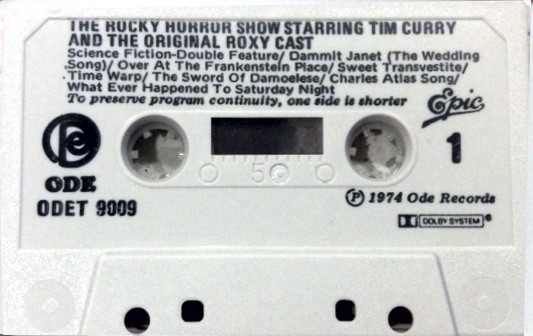 THE ROCKY HORROR SHOW STARRING TIM CURRY
AND THE ORIGINAL ROXY CAST
Science Fiction-Double Feature/ Dammit Janet (The Wedding
Song)/ Over At The Frankenstein Place/ Sweet Transvestite/
Time Warp/ The Sword Of Damoelese/ Charles Atlas Song/
What Ever Happened To Saturday Night
To preserve program continuity, one side is shorter
Epic
1
ODE
ODET 9009
50
Ⓟ 1974 Ode Records
DOLBY SYSTEM®